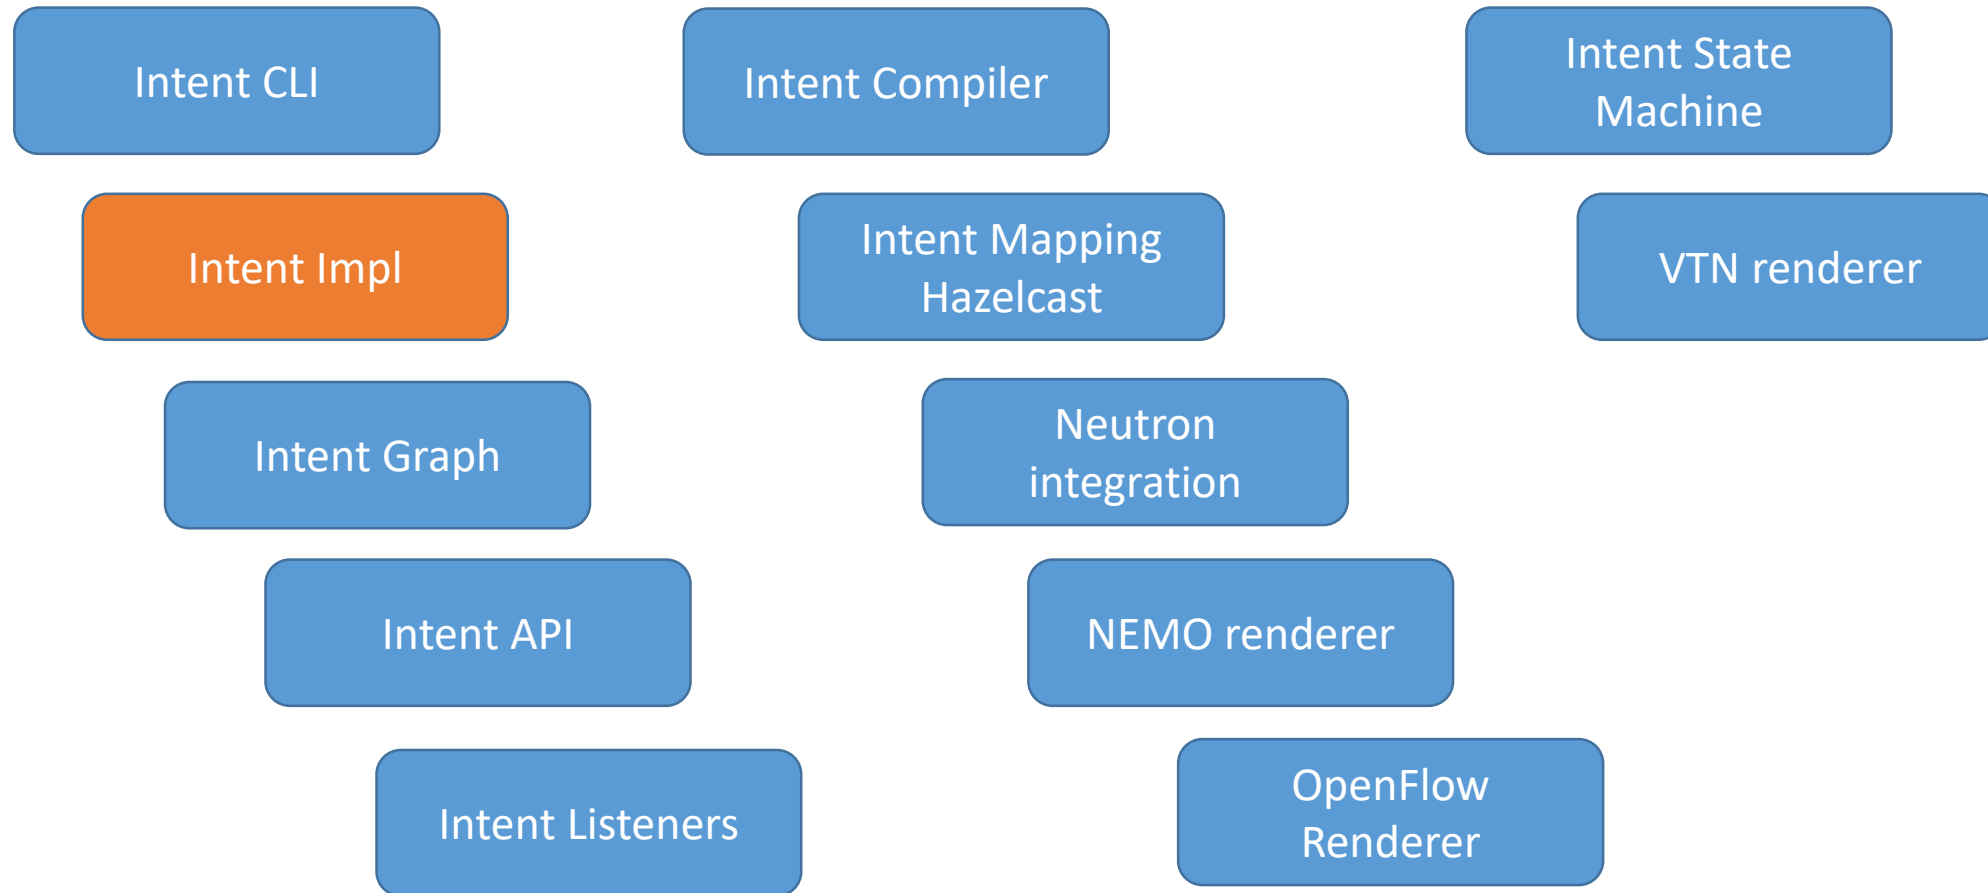 Intent CLI
Intent Impl
Intent Graph
Intent API
Intent Listeners
Intent Compiler
Intent Mapping
Hazelcast
Neutron
integration
NEMO renderer
OpenFlow
Renderer
Intent State
Machine
VTN renderer